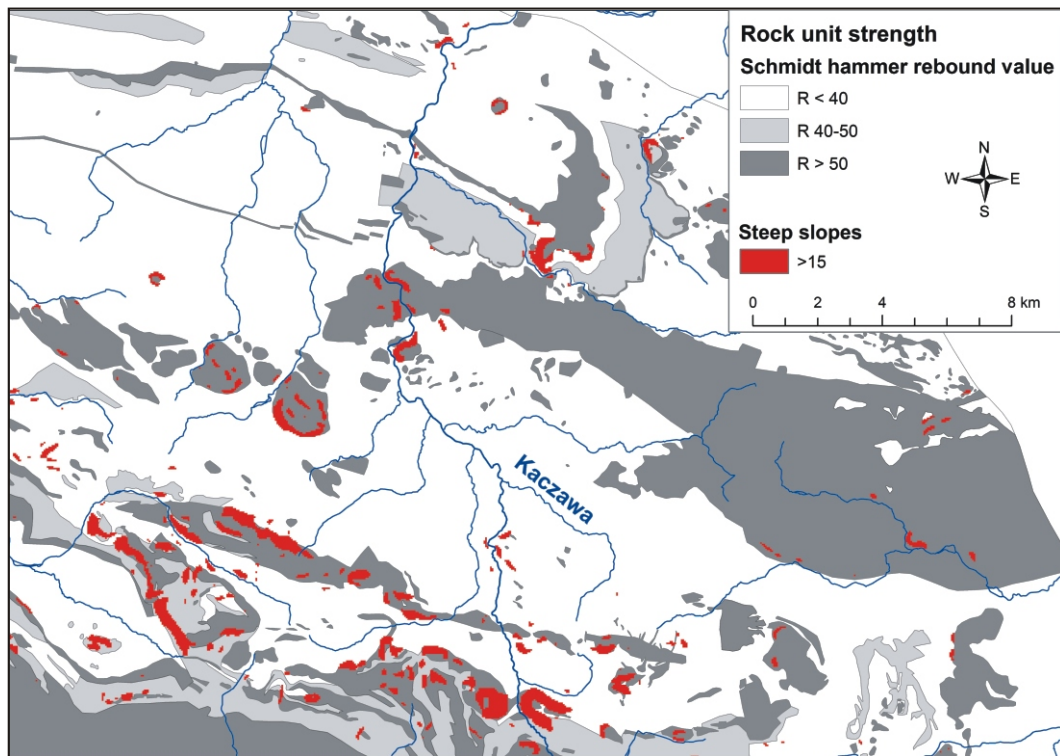 Rock unit strength
Schmidt hammer rebound value
R < 40
R 40-50
R > 50
N
W E
S
Steep slopes
>15
0 2 4 8 km
Kaczawa